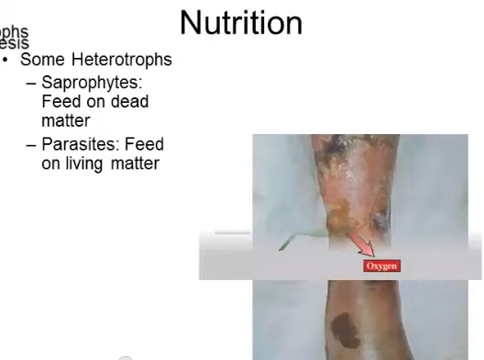 Nutrition
ophs
esis
• Some Heterotrophs
– Saprophytes:
Feed on dead
matter
– Parasites: Feed
on living matter
Oxygen